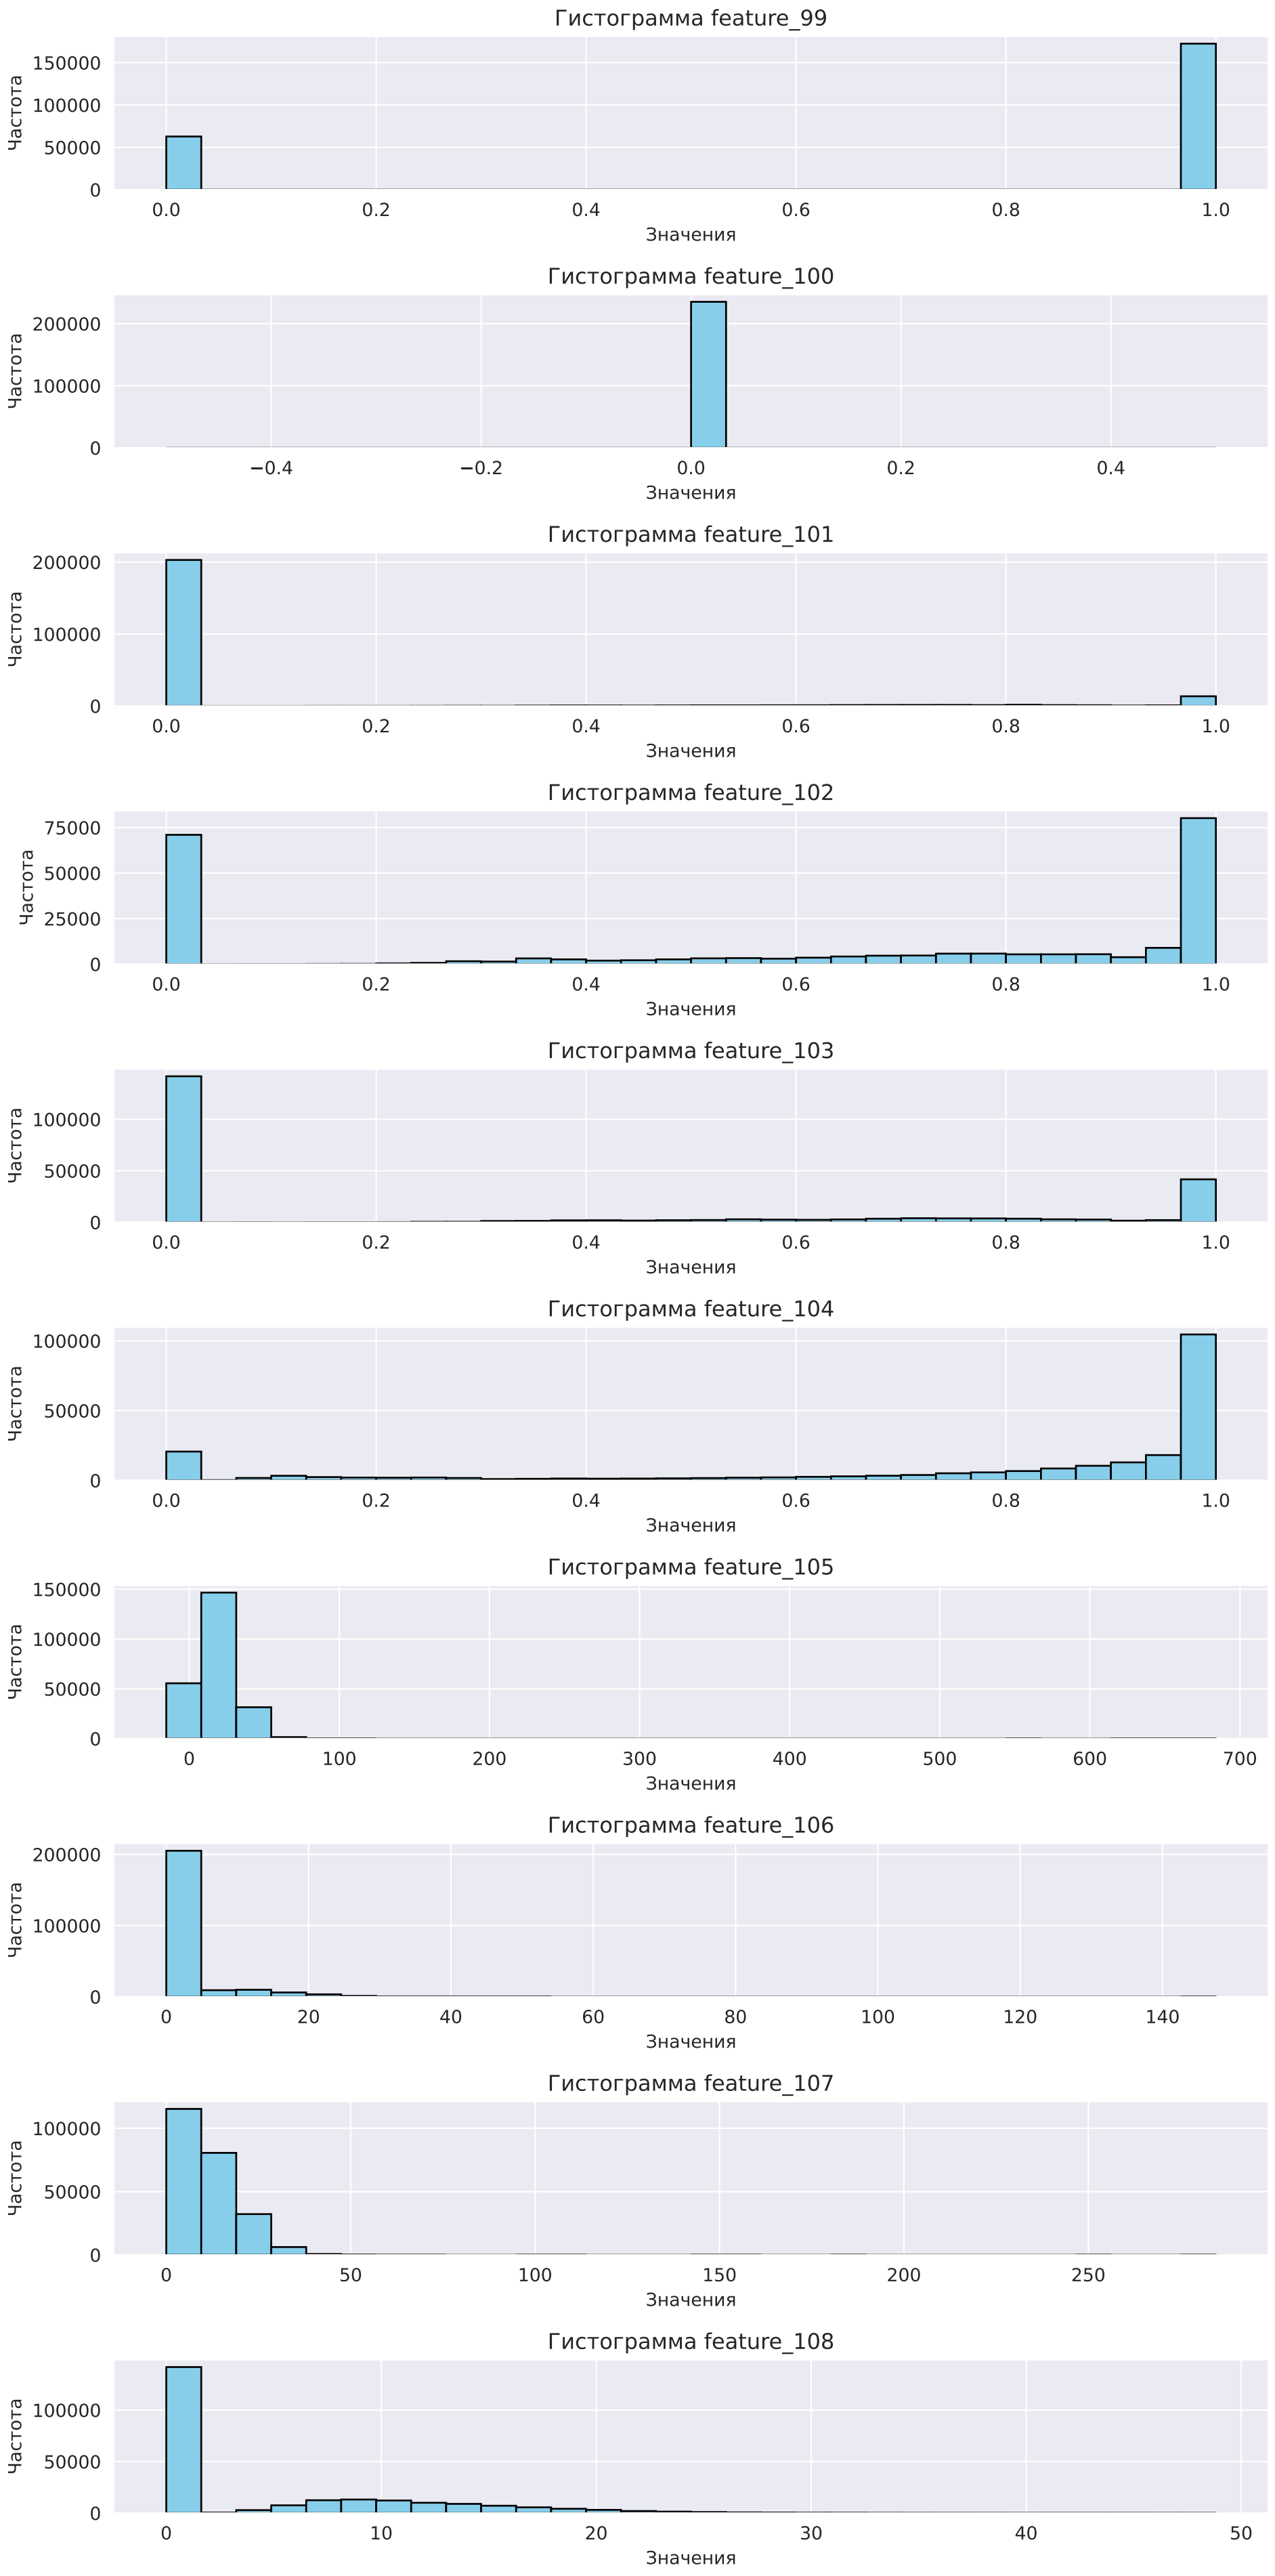 Гистограмма feature_99
150000
100000
50000
0
Частота
0.0 0.2 0.4 0.6 0.8 1.0
Значения
Гистограмма feature_100
200000
100000
0
Частота
−0.4 −0.2 0.0 0.2 0.4
Значения
Гистограмма feature_101
200000
100000
0
Частота
0.0 0.2 0.4 0.6 0.8 1.0
Значения
Гистограмма feature_102
75000
50000
25000
0
Частота
0.0 0.2 0.4 0.6 0.8 1.0
Значения
Гистограмма feature_103
100000
50000
0
Частота
0.0 0.2 0.4 0.6 0.8 1.0
Значения
Гистограмма feature_104
100000
50000
0
Частота
0.0 0.2 0.4 0.6 0.8 1.0
Значения
Гистограмма feature_105
150000
100000
50000
0
Частота
0 100 200 300 400 500 600 700
Значения
Гистограмма feature_106
200000
100000
0
Частота
0 20 40 60 80 100 120 140
Значения
Гистограмма feature_107
100000
50000
0
Частота
0 50 100 150 200 250
Значения
Гистограмма feature_108
100000
50000
0
Частота
0 10 20 30 40 50
Значения